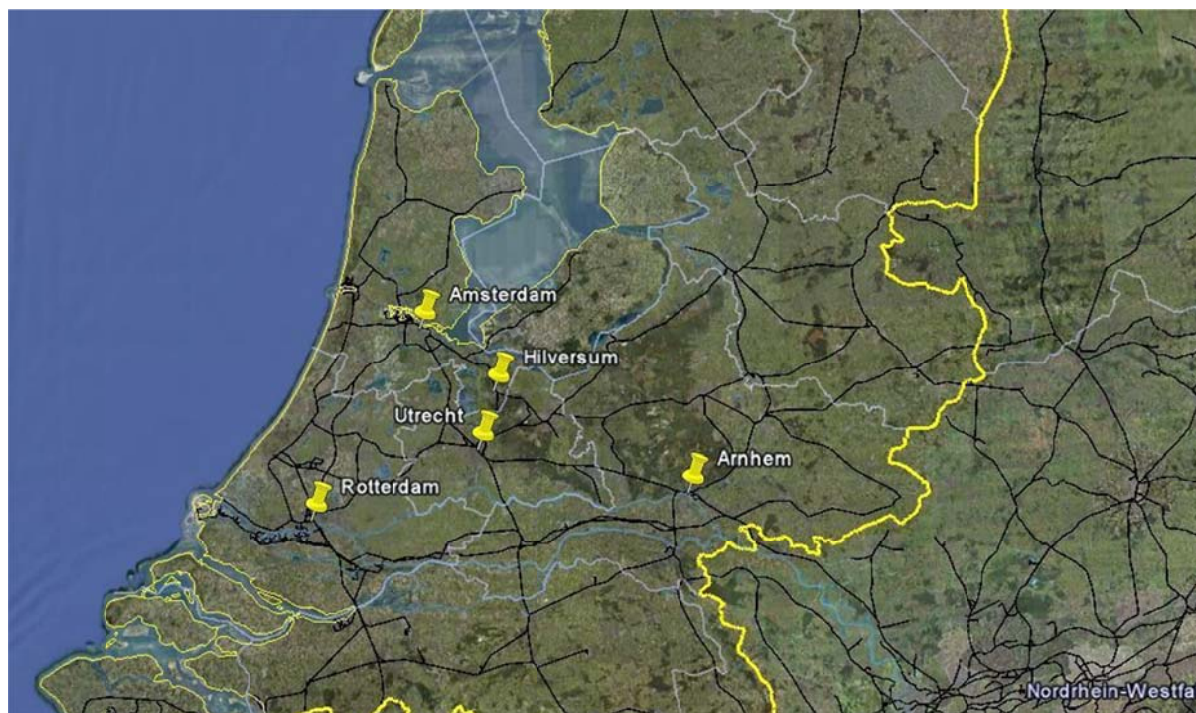 Amsterdam
Hilversum
Utrecht
Arnhem
Rotterdam
Nordrhein-Westfa